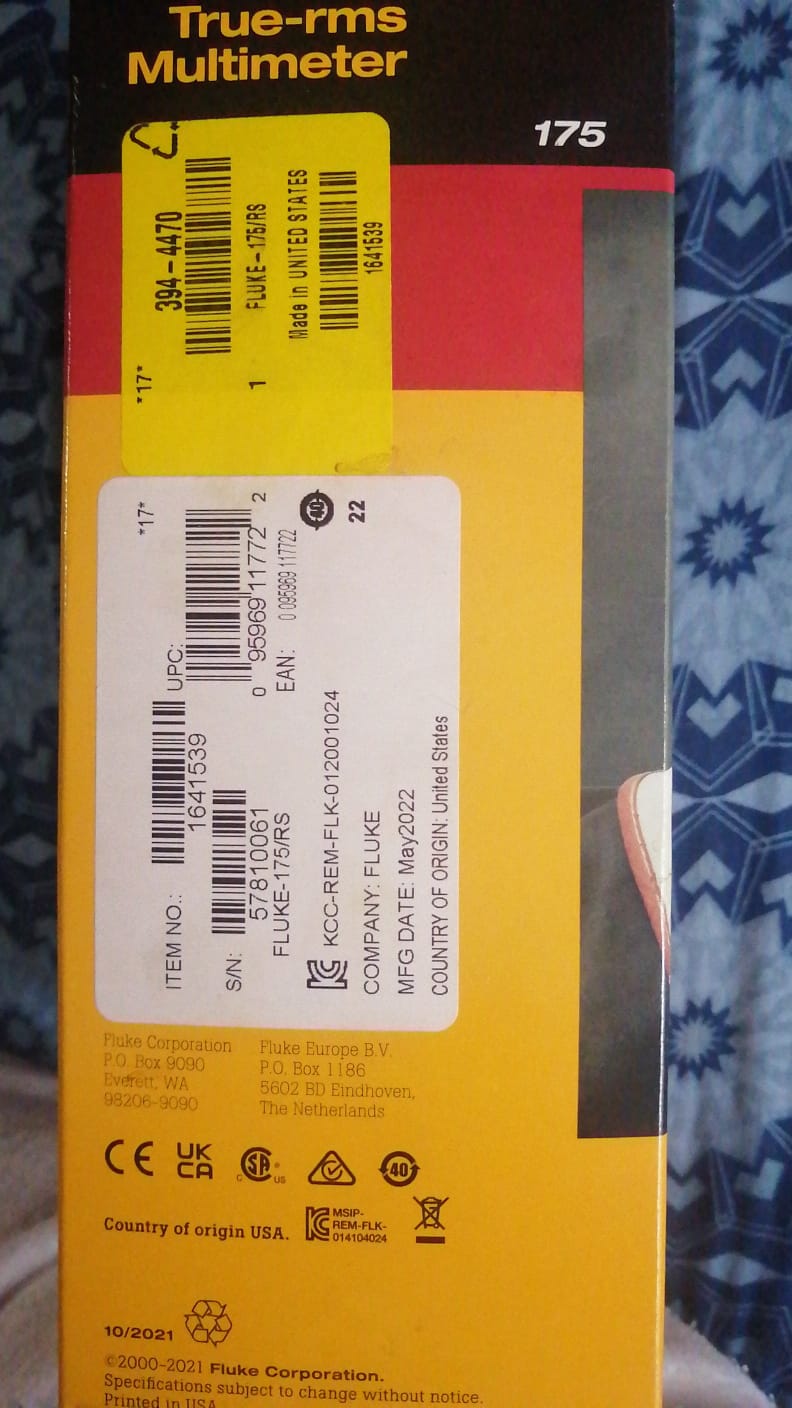 True-rms
Multimeter
175
*17*
394-4470
1 FLUKE-175/RS
Made in UNITED STATES
1641539
*17*
ITEM NO.:
1641539
UPC:
0 95969 11772 2
EAN: 0 095969 117722
S/N:
57810061
FLUKE-175/RS
40
22
KCC-REM-FLK-012001024
COMPANY: FLUKE
MFG DATE: May2022
COUNTRY OF ORIGIN: United States
Fluke Corporation
P.O. Box 9090
Everett, WA
98206-9090
Fluke Europe B.V.
P.O. Box 1186
5602 BD Eindhoven,
The Netherlands
CE UK CA C SA ® US 40
Country of origin USA.
MSIP-
REM-FLK-
014104024
10/2021
©2000-2021 Fluke Corporation.
Specifications subject to change without notice.
Printed in USA